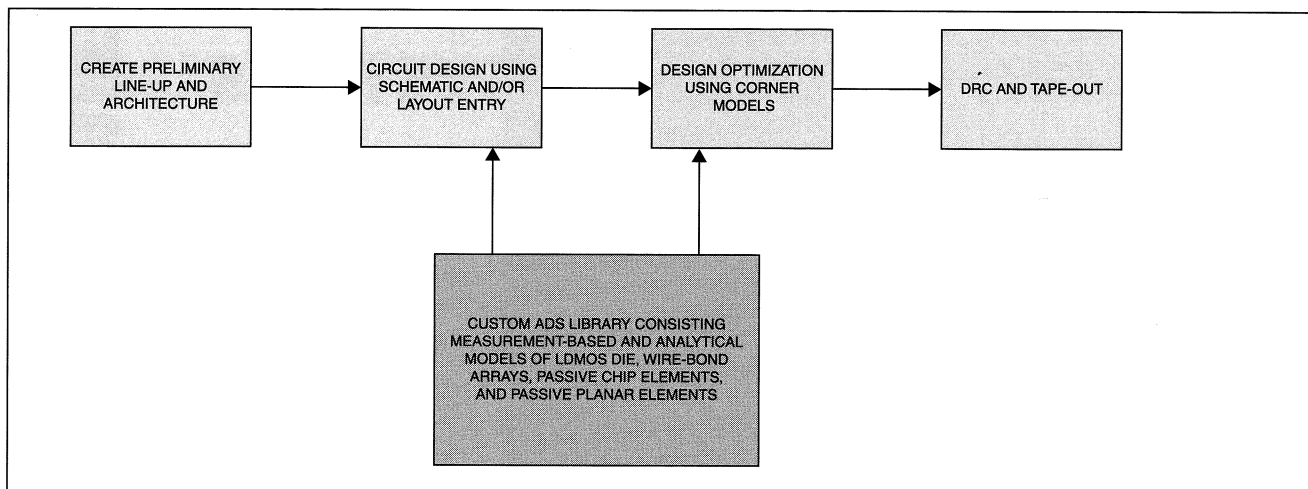 CREATE PRELIMINARY
LINE-UP AND
ARCHITECTURE
CIRCUIT DESIGN USING
SCHEMATIC AND/OR
LAYOUT ENTRY
DESIGN OPTIMIZATION
USING CORNER
MODELS
DRC AND TAPE-OUT
CUSTOM ADS LIBRARY CONSISTING
MEASUREMENT-BASED AND ANALYTICAL
MODELS OF LDMOS DIE, WIRE-BOND
ARRAYS, PASSIVE CHIP ELEMENTS,
AND PASSIVE PLANAR ELEMENTS